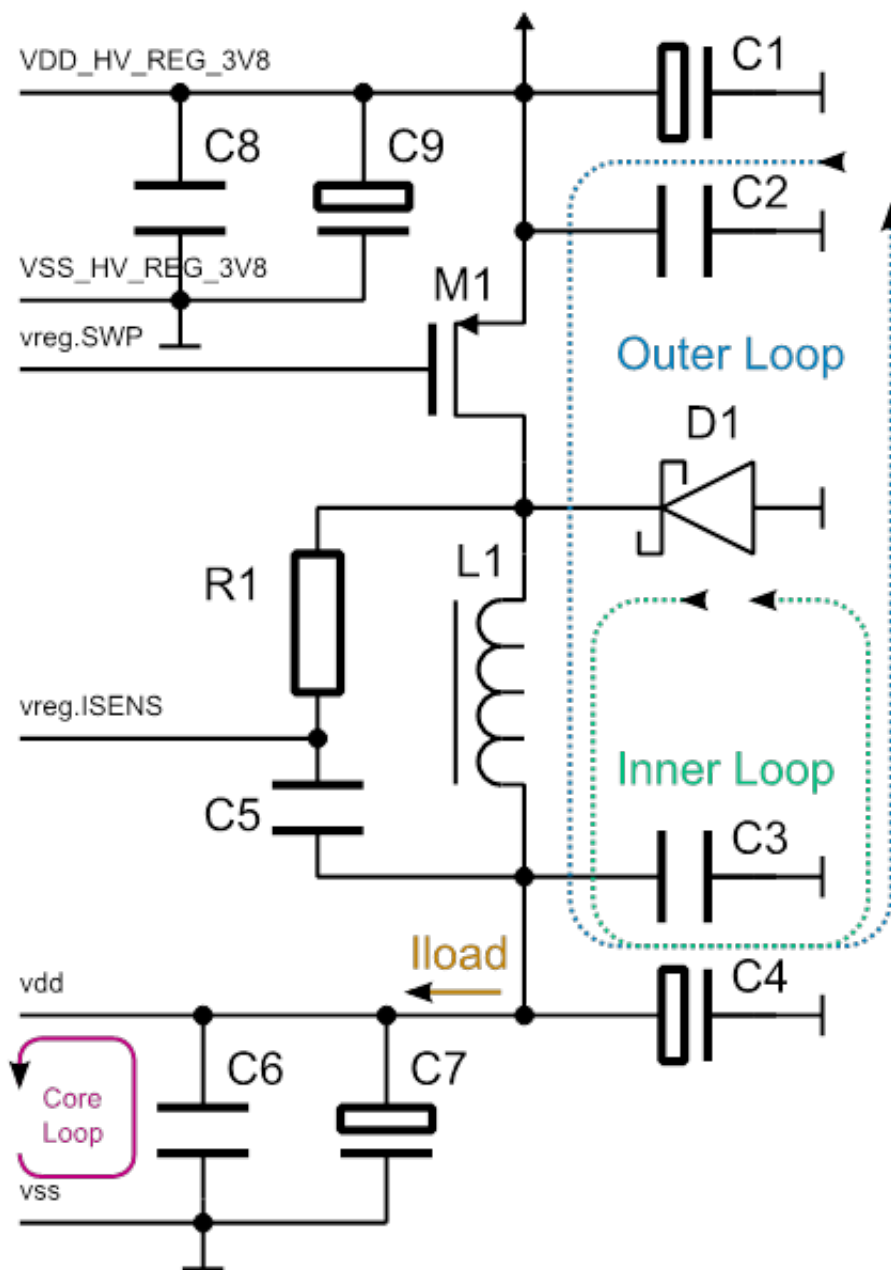 VDD_HV_REG_3V8
C1
C8
C9
C2
VSS_HV_REG_3V8
M1
vreg.SWP
Outer Loop
D1
L1
R1
vreg.ISENS
Inner Loop
C5
C3
Iload
vdd
C4
C6
C7
Core
Loop
vss